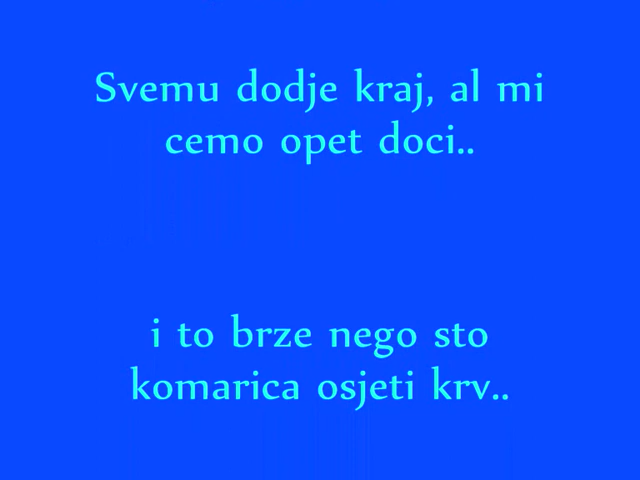 Svemu dodje kraj, al mi
cemo opet doci..
i to brze nego sto
komarica osjeti krv..